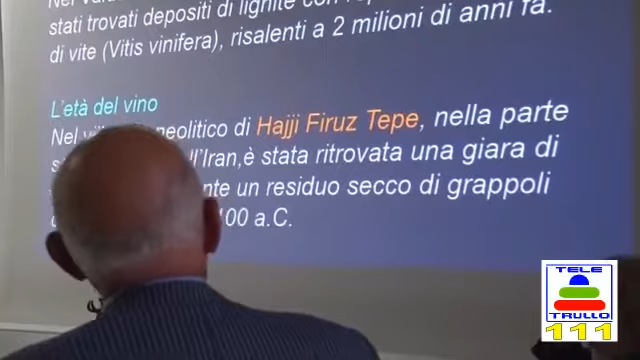 stati trovati depositi di lignite con
di vite (Vitis vinifera), risalenti a 2 milioni di anni fa.
L'età del vino
Nel neolitico di Hajji Firuz Tepe, nella parte
ll'Iran,è stata ritrovata una giara di
nte un residuo secco di grappoli
100 a.C.
TELE
TRULLO
111